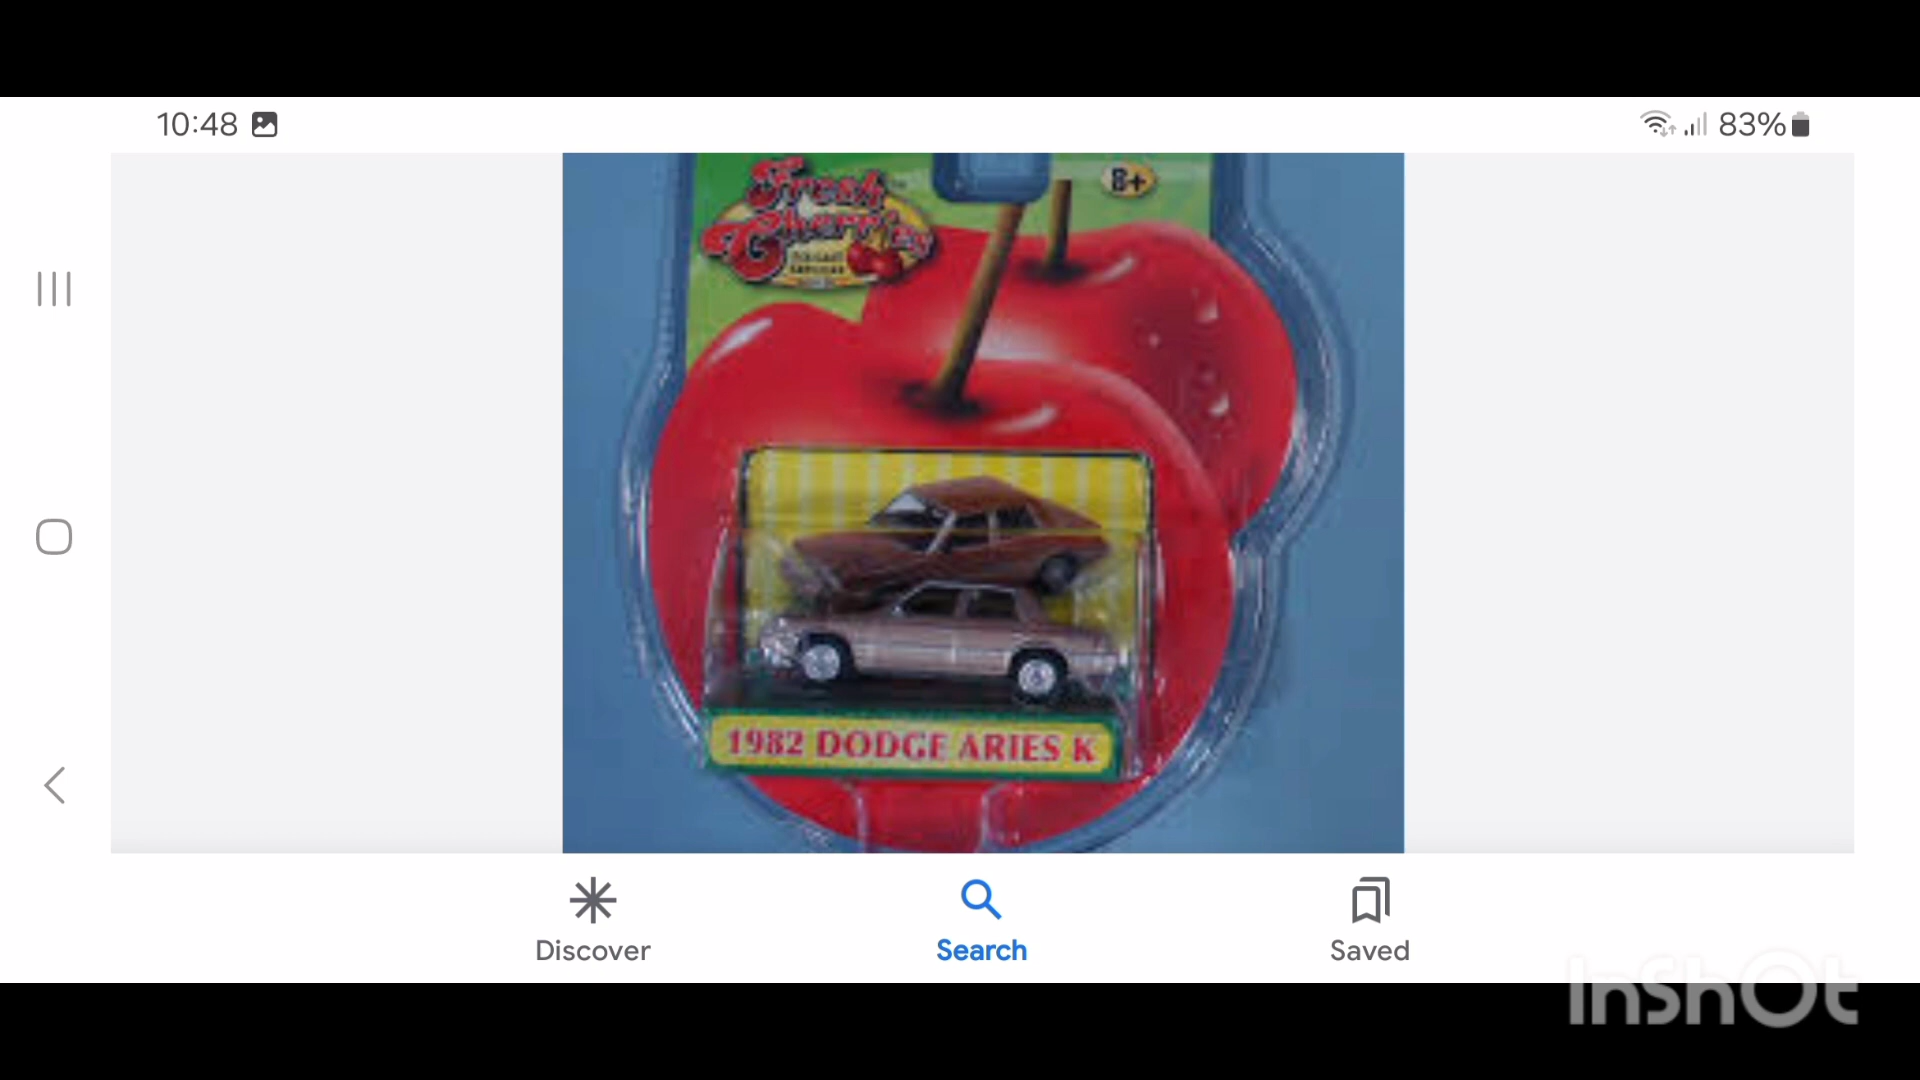 10:48
83%
Fresh
Cherries
8+
1982 DODGE ARIES K
Discover
Search
Saved
InShOt